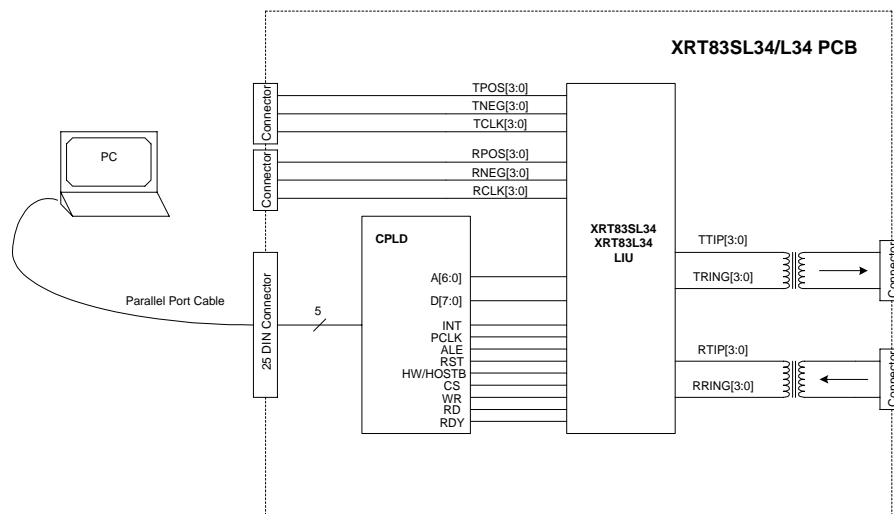 XRT83SL34/L34 PCB
Connector
TPOS[3:0]
TNEG[3:0]
TCLK[3:0]
Connector
RPOS[3:0]
RNEG[3:0]
RCLK[3:0]
PC
Parallel Port Cable
25 DIN Connector
5
CPLD
A[6:0]
D[7:0]
INT
PCLK
ALE
RST
HW/HOSTB
CS
WR
RD
RDY
XRT83SL34
XRT83L34
LIU
TTIP[3:0]
TRING[3:0]
Connector
RTIP[3:0]
RRING[3:0]
Connector